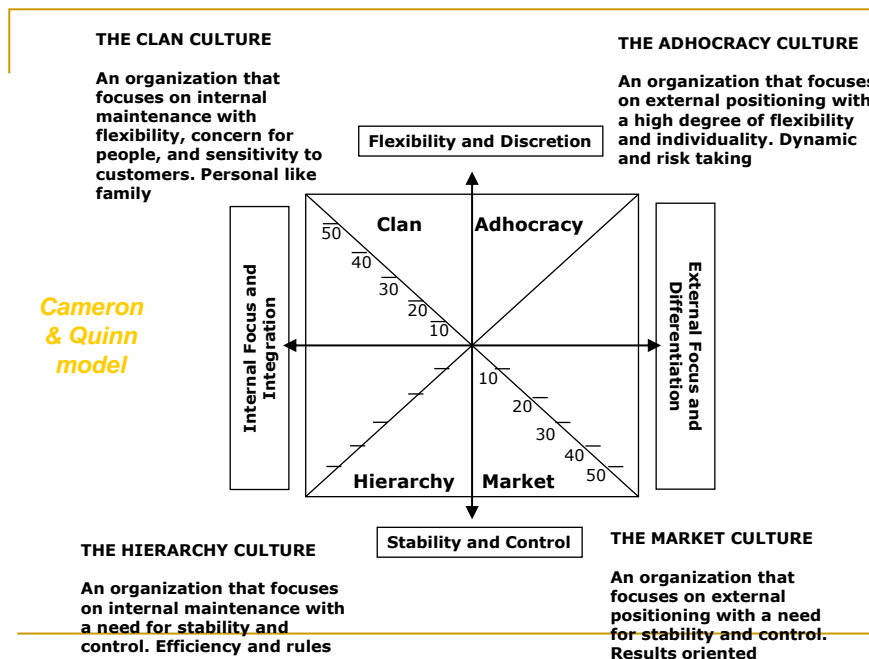 THE CLAN CULTURE
An organization that
focuses on internal
maintenance with
flexibility, concern for
people, and sensitivity to
customers. Personal like
family
THE ADHOCRACY CULTURE
An organization that focuses
on external positioning with
a high degree of flexibility
and individuality. Dynamic
and risk taking
Flexibility and Discretion
Clan
Adhocracy
50
40
30
20
10
Internal Focus and
Integration
External Focus and
Differentiation
Cameron
& Quinn
model
10
20
30
40
50
Hierarchy
Market
Stability and Control
THE HIERARCHY CULTURE
An organization that focuses
on internal maintenance with
a need for stability and
control. Efficiency and rules
THE MARKET CULTURE
An organization that
focuses on external
positioning with a need
for stability and control.
Results oriented